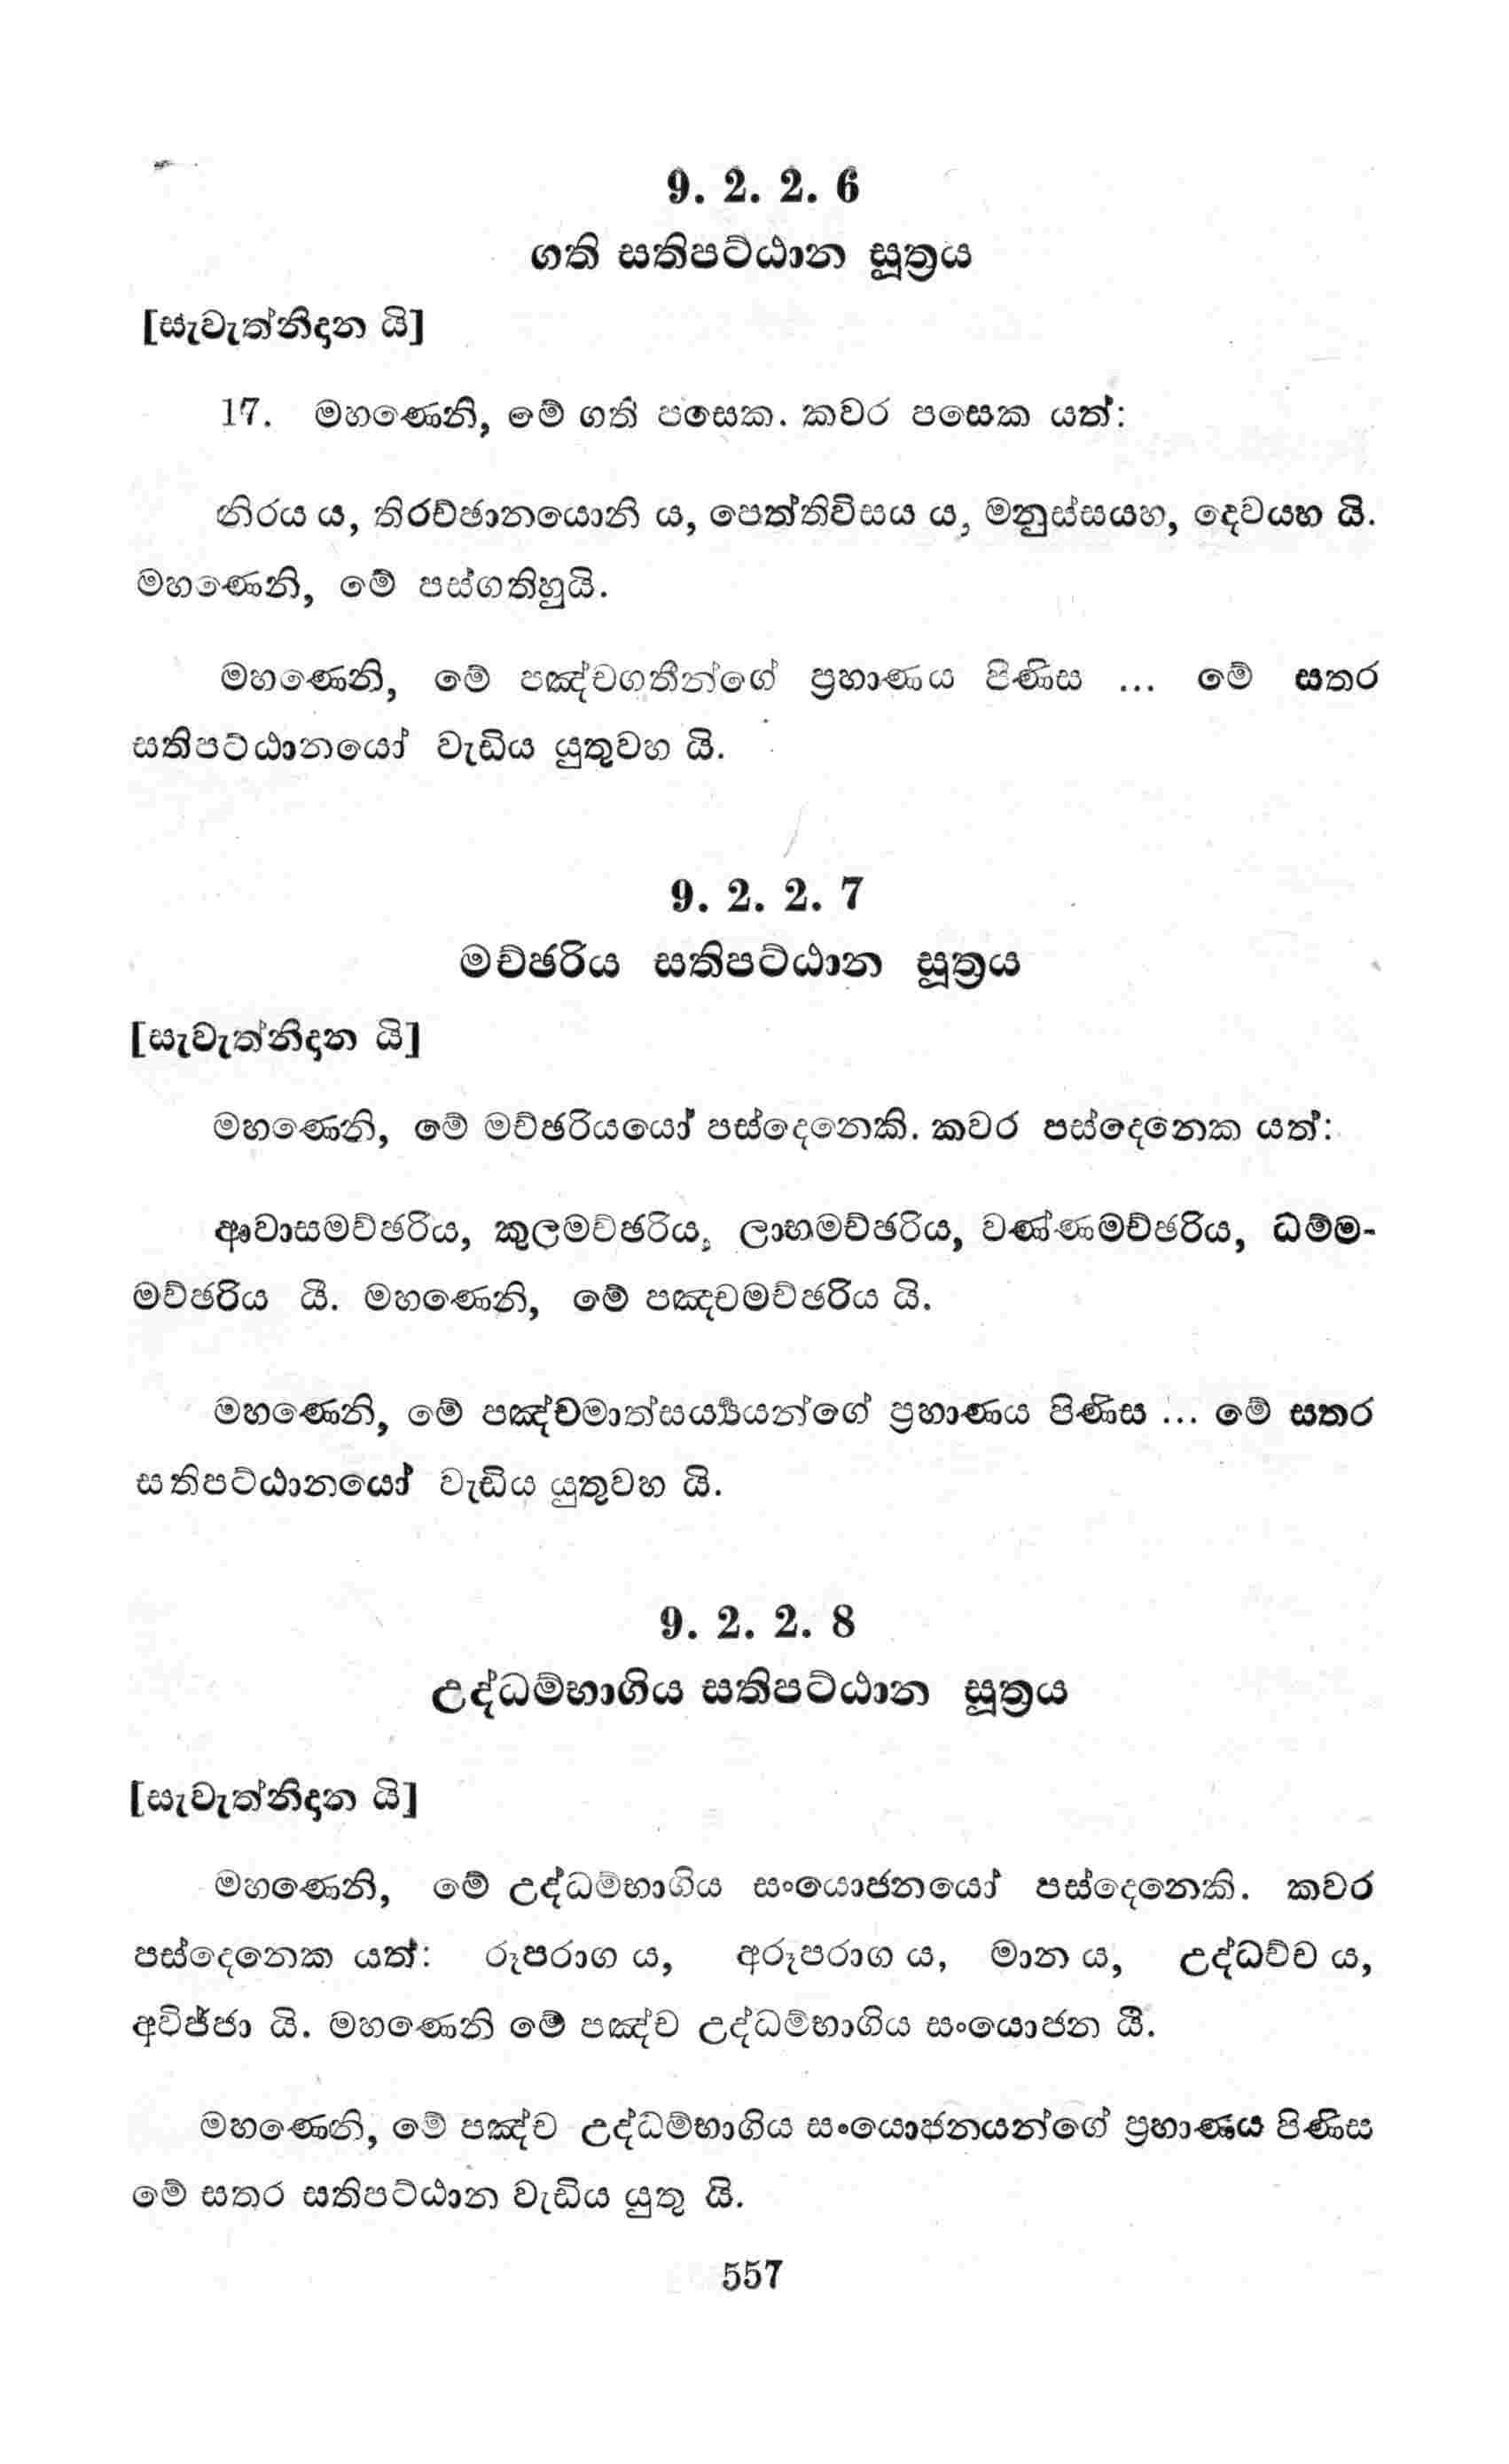 9. 2. 2. 6
ගති සතිපට්ඨාන සූත්‍රය
[සැවැත්නිදාන යි]
17. මහණෙනි, මේ ගති පසෙක. කවර පසෙක යත්:
නිරය ය, තිරච්ඡානයොනි ය, පෙත්තිවිසය ය, මනුස්සයහ, දෙවයහ යි.
මහණෙනි, මේ පස්ගතිහුයි.
මහණෙනි, මේ පඤ්චගතීන්ගේ ප්‍රහාණය පිණිස ... මේ සතර
සතිපට්ඨානයෝ වැඩිය යුතුවහ යි.
9. 2. 2. 7
මච්ඡරිය සතිපට්ඨාන සූත්‍රය
[සැවැත්නිදාන යි]
මහණෙනි, මේ මච්ඡරියයෝ පස්දෙනෙකි. කවර පස්දෙනෙක යත්:
ආවාසමච්ඡරිය, කුලමච්ඡරිය, ලාභමච්ඡරිය, වණ්ණමච්ඡරිය, ධම්ම-
මච්ඡරිය යි. මහණෙනි, මේ පඤ්චමච්ඡරිය යි.
මහණෙනි, මේ පඤ්චමාත්සර්‍ය්‍යයන්ගේ ප්‍රහාණය පිණිස ... මේ සතර
සතිපට්ඨානයෝ වැඩිය යුතුවහ යි.
9. 2. 2. 8
උද්ධම්භාගිය සතිපට්ඨාන සූත්‍රය
[සැවැත්නිදාන යි]
මහණෙනි, මේ උද්ධම්භාගිය සංයොජනයෝ පස්දෙනෙකි. කවර
පස්දෙනෙක යත්: රූපරාග ය, අරූපරාග ය, මාන ය, උද්ධච්ච ය,
අවිජ්ජා යි. මහණෙනි මේ පඤ්ච උද්ධම්භාගිය සංයොජන යි.
මහණෙනි, මේ පඤ්ච උද්ධම්භාගිය සංයොජනයන්ගේ ප්‍රහාණය පිණිස
මේ සතර සතිපට්ඨාන වැඩිය යුතු යි.
557